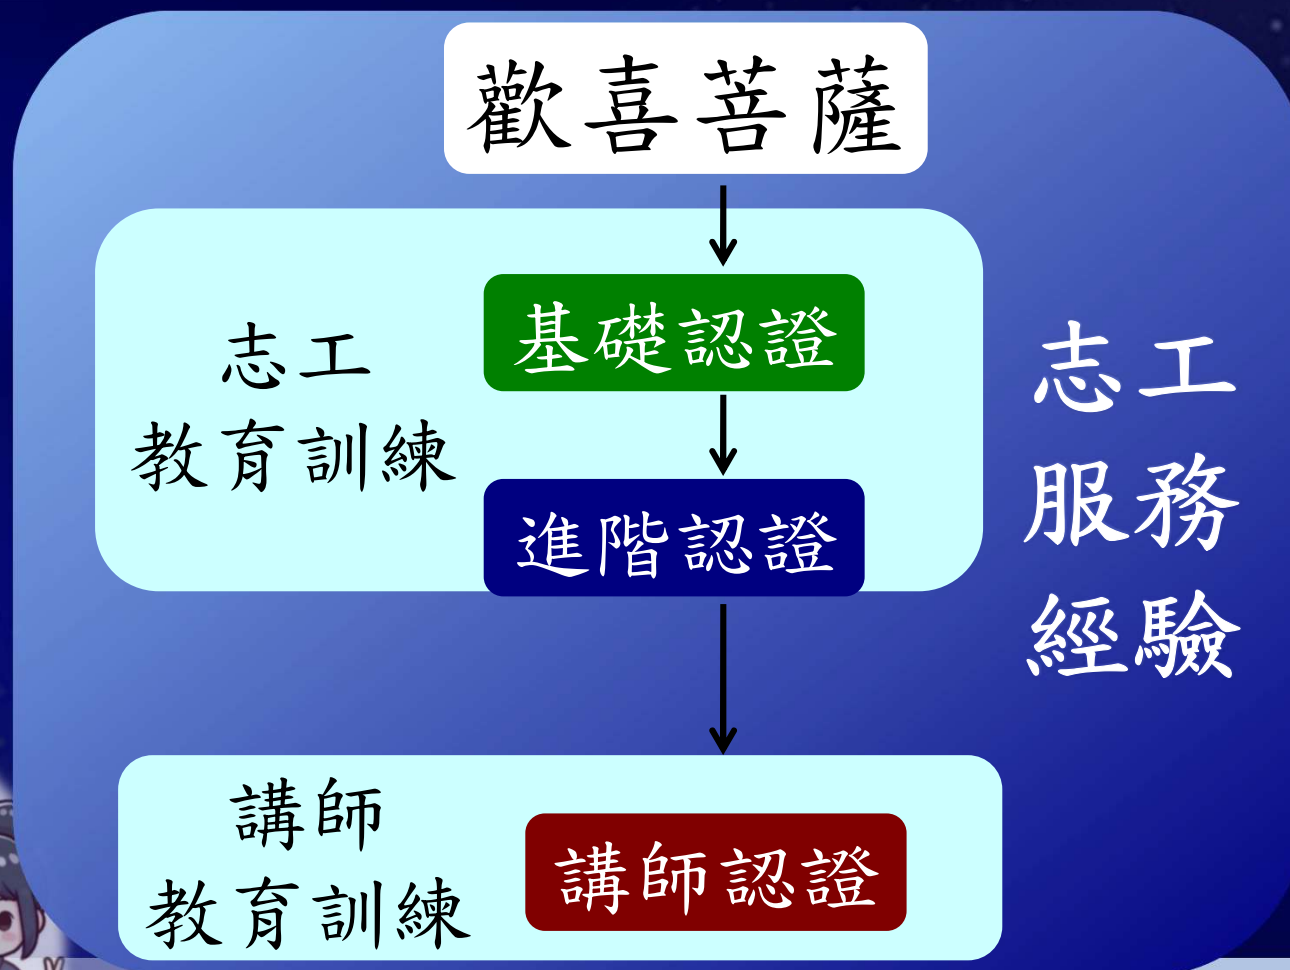 歡喜菩薩
志工
教育訓練
基礎認證
進階認證
志工
服務
經驗
講師
教育訓練
講師認證